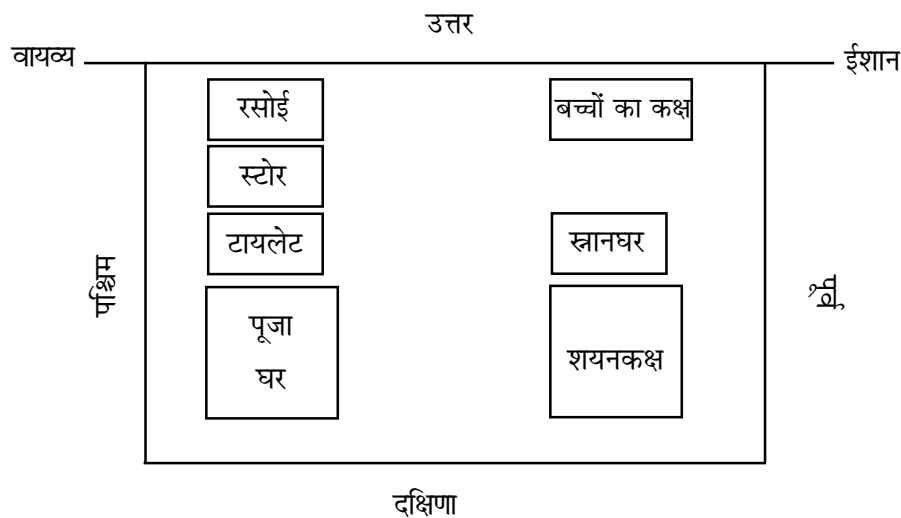 उत्तर
वायव्य
ईशान
रसोई
बच्चों का कक्ष
स्टोर
टायलेट
स्नानघर
पश्चिम
पूर्व
पूजा
घर
शयनकक्ष
दक्षिणा